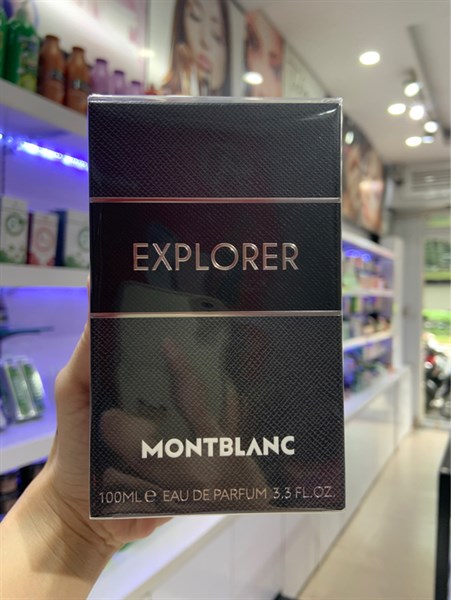 EXPLORER
MONTBLANC
100ML ℮ EAU DE PARFUM 3.3 FL.OZ.